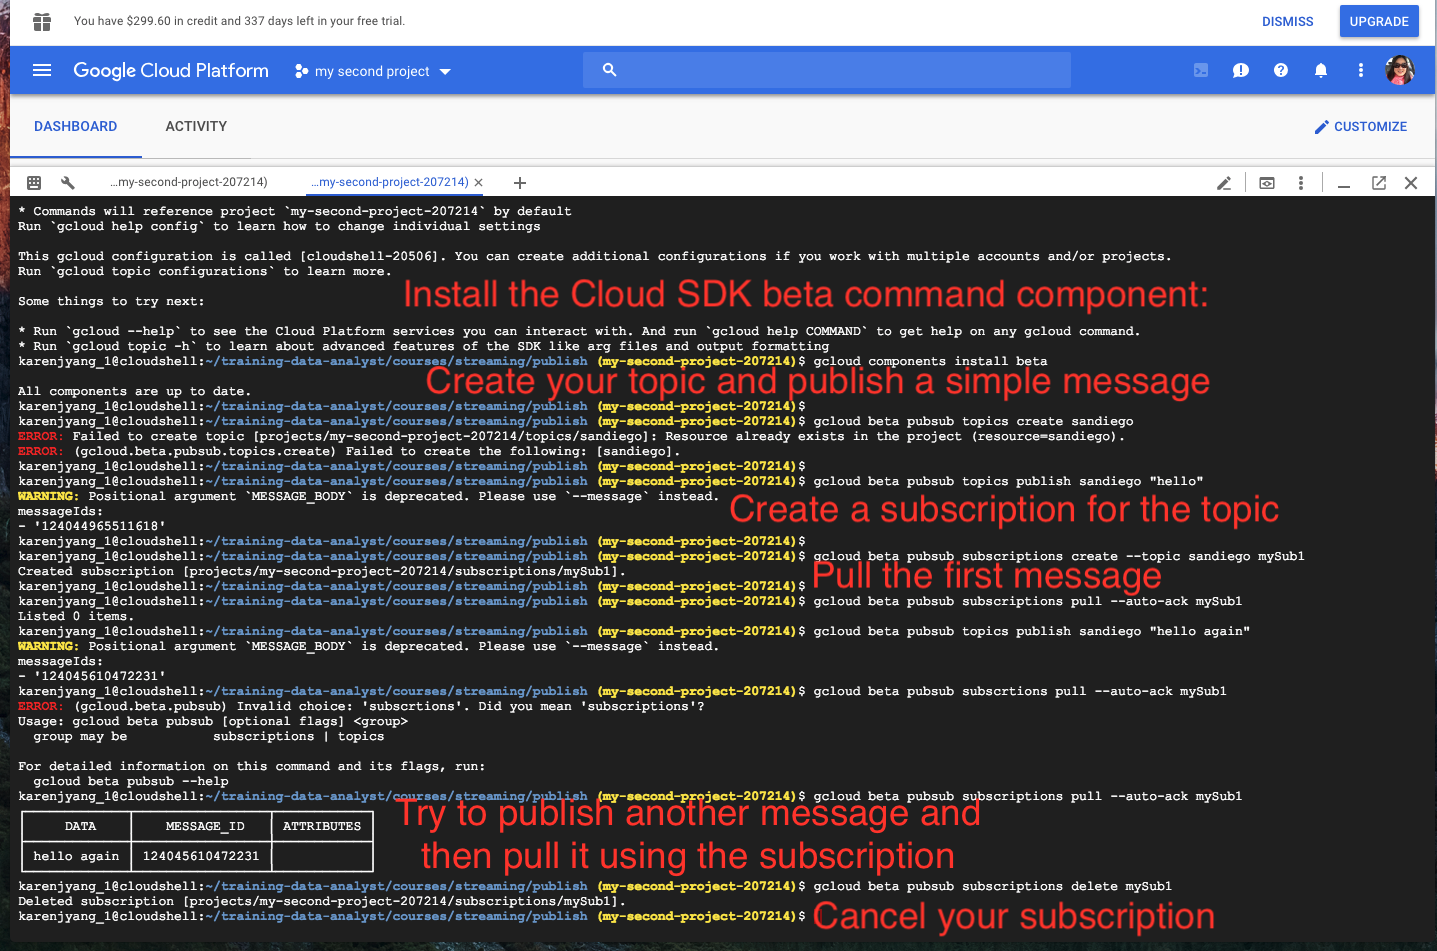 You have $299.60 in credit and 337 days left in your free trial.
DISMISS
UPGRADE
Google Cloud Platform
my second project
DASHBOARD
ACTIVITY
CUSTOMIZE
...my-second-project-207214)
...my-second-project-207214)
* Commands will reference project `my-second-project-207214` by default
Run `gcloud help config` to learn how to change individual settings
This gcloud configuration is called [cloudshell-20506]. You can create additional configurations if you work with multiple accounts and/or projects.
Run `gcloud topic configurations` to learn more.
Some things to try next:
Install the Cloud SDK beta command component:
* Run `gcloud --help` to see the Cloud Platform services you can interact with. And run `gcloud help COMMAND` to get help on any gcloud command.
* Run `gcloud topic -h` to learn about advanced features of the SDK like arg files and output formatting
karenjyang_1@cloudshell:~/training-data-analyst/courses/streaming/publish (my-second-project-207214)$ gcloud components install beta
Create your topic and publish a simple message
All components are up to date.
karenjyang_1@cloudshell:~/training-data-analyst/courses/streaming/publish (my-second-project-207214)$
karenjyang_1@cloudshell:~/training-data-analyst/courses/streaming/publish (my-second-project-207214)$ gcloud beta pubsub topics create sandiego
ERROR: Failed to create topic [projects/my-second-project-207214/topics/sandiego]: Resource already exists in the project (resource=sandiego).
ERROR: (gcloud.beta.pubsub.topics.create) Failed to create the following: [sandiego].
karenjyang_1@cloudshell:~/training-data-analyst/courses/streaming/publish (my-second-project-207214)$
karenjyang_1@cloudshell:~/training-data-analyst/courses/streaming/publish (my-second-project-207214)$ gcloud beta pubsub topics publish sandiego "hello"
WARNING: Positional argument `MESSAGE_BODY` is deprecated. Please use `--message` instead.
messageIds:
Create a subscription for the topic
- '124044965511618'
karenjyang_1@cloudshell:~/training-data-analyst/courses/streaming/publish (my-second-project-207214)$
karenjyang_1@cloudshell:~/training-data-analyst/courses/streaming/publish (my-second-project-207214)$ gcloud beta pubsub subscriptions create --topic sandiego mySub1
Created subscription [projects/my-second-project-207214/subscriptions/mySub1].
Pull the first message
karenjyang_1@cloudshell:~/training-data-analyst/courses/streaming/publish (my-second-project-207214)$
karenjyang_1@cloudshell:~/training-data-analyst/courses/streaming/publish (my-second-project-207214)$ gcloud beta pubsub subscriptions pull --auto-ack mySub1
Listed 0 items.
karenjyang_1@cloudshell:~/training-data-analyst/courses/streaming/publish (my-second-project-207214)$ gcloud beta pubsub topics publish sandiego "hello again"
WARNING: Positional argument `MESSAGE_BODY` is deprecated. Please use `--message` instead.
messageIds:
- '124045610472231'
karenjyang_1@cloudshell:~/training-data-analyst/courses/streaming/publish (my-second-project-207214)$ gcloud beta pubsub subscrtions pull --auto-ack mySub1
ERROR: (gcloud.beta.pubsub) Invalid choice: 'subscrtions'. Did you mean 'subscriptions'?
Usage: gcloud beta pubsub [optional flags] <group>
group may be subscriptions | topics
For detailed information on this command and its flags, run:
gcloud beta pubsub --help
karenjyang_1@cloudshell:~/training-data-analyst/courses/streaming/publish (my-second-project-207214)$ gcloud beta pubsub subscriptions pull --auto-ack mySub1
Try to publish another message and
DATA MESSAGE_ID ATTRIBUTES
then pull it using the subscription
hello again 124045610472231
karenjyang_1@cloudshell:~/training-data-analyst/courses/streaming/publish (my-second-project-207214)$ gcloud beta pubsub subscriptions delete mySub1
Deleted subscription [projects/my-second-project-207214/subscriptions/mySub1].
karenjyang_1@cloudshell:~/training-data-analyst/courses/streaming/publish (my-second-project-207214)$
Cancel your subscription